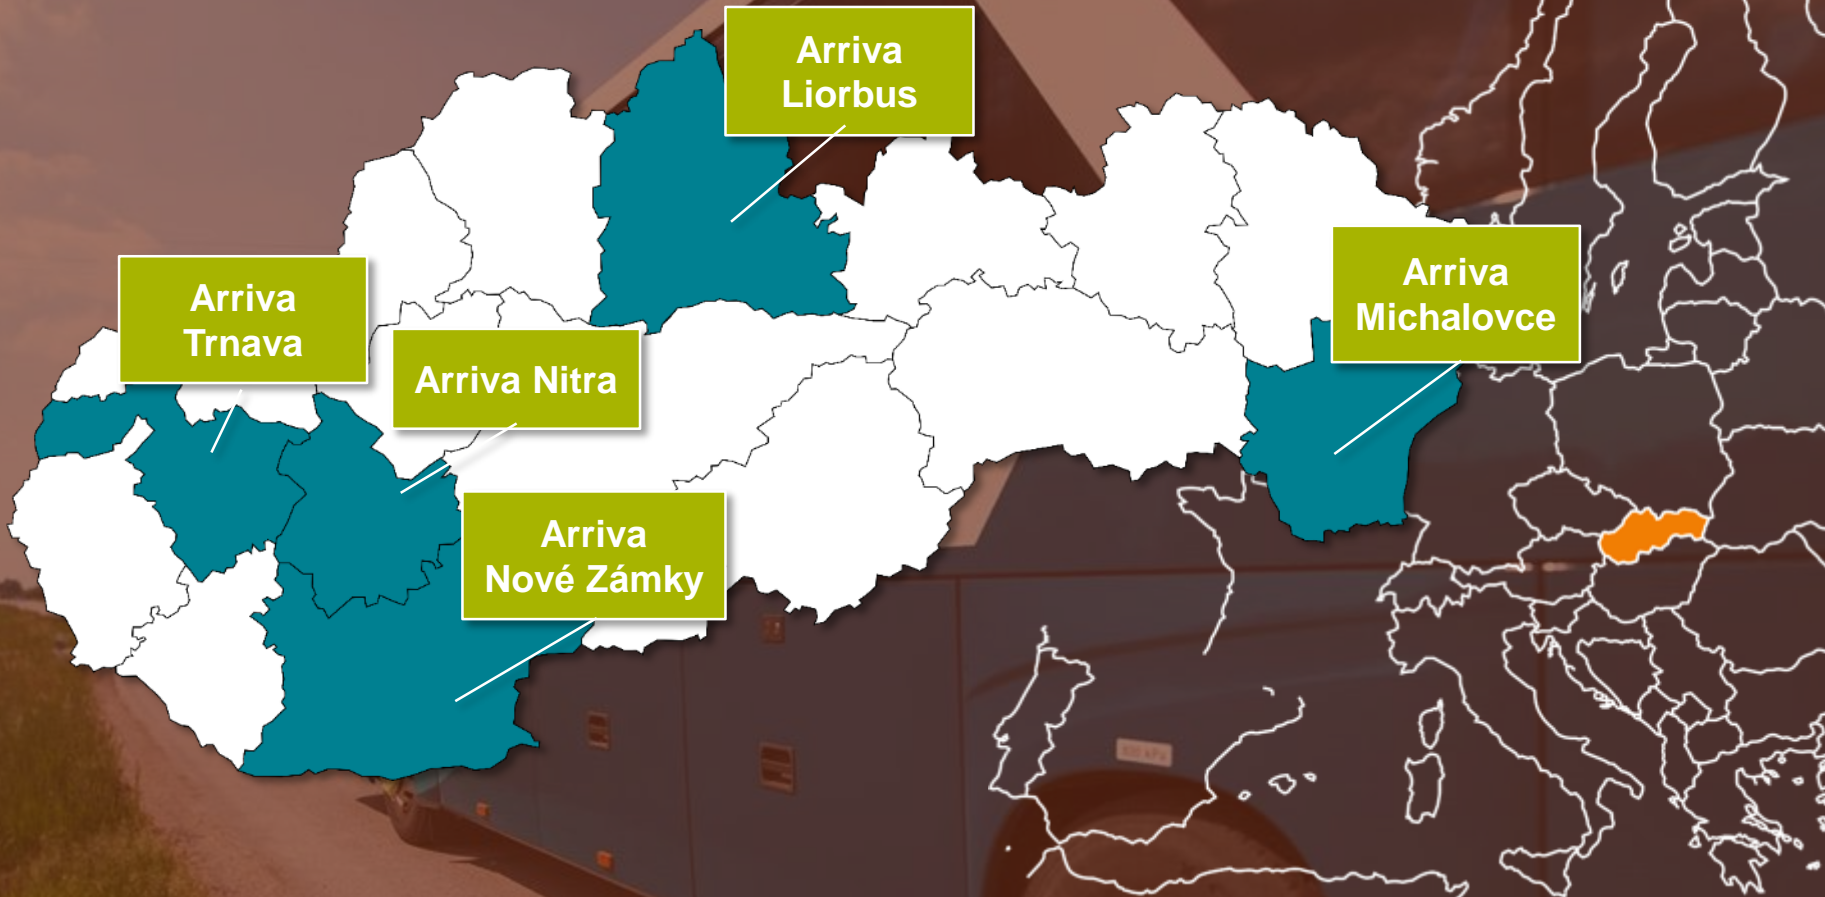 Arriva
Liorbus
Arriva
Trnava
Arriva Nitra
Arriva
Michalovce
Arriva
Nové Zámky